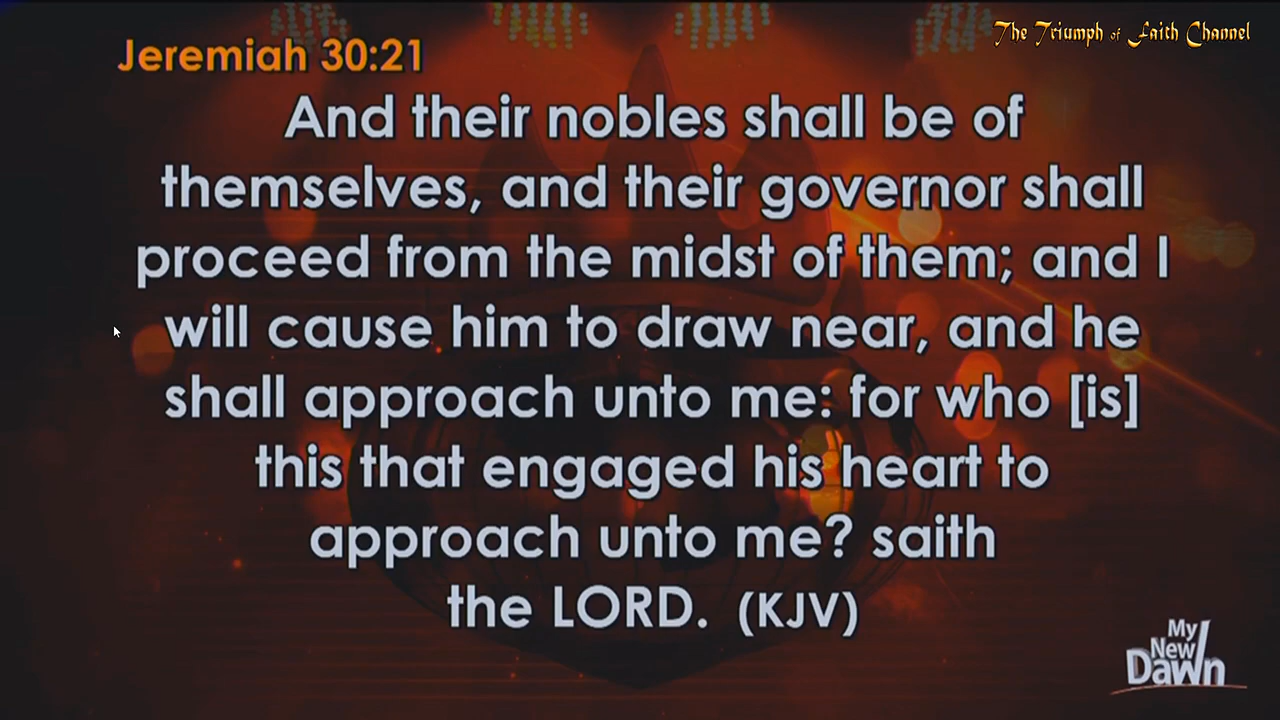 The Triumph of Faith Channel
Jeremiah 30:21
And their nobles shall be of
themselves, and their governor shall
proceed from the midst of them; and I
will cause him to draw near, and he
shall approach unto me: for who [is]
this that engaged his heart to
approach unto me? saith
the LORD. (KJV)
My
New
Dawn